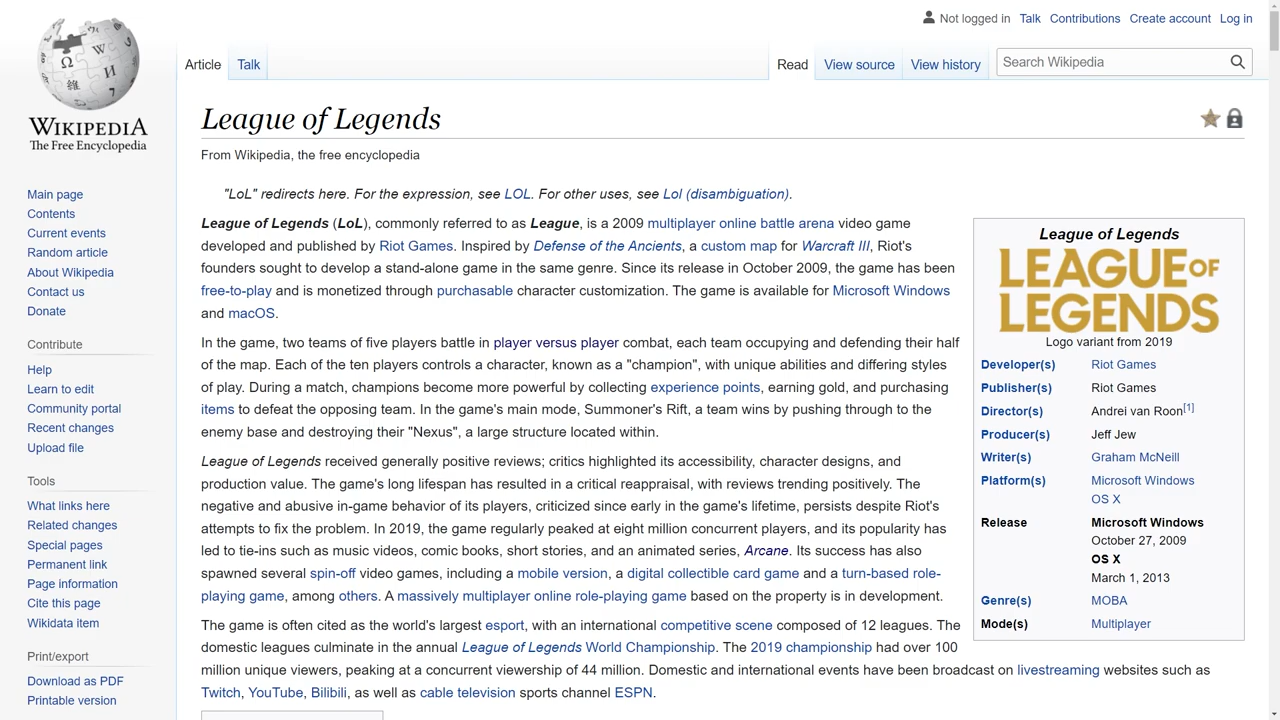 Not logged in Talk Contributions Create account Log in
Article Talk Read View source View history Search Wikipedia
WIKIPEDIA
The Free Encyclopedia
Main page
Contents
Current events
Random article
About Wikipedia
Contact us
Donate
Contribute
Help
Learn to edit
Community portal
Recent changes
Upload file
Tools
What links here
Related changes
Special pages
Permanent link
Page information
Cite this page
Wikidata item
Print/export
Download as PDF
Printable version
League of Legends
From Wikipedia, the free encyclopedia
"LoL" redirects here. For the expression, see LOL. For other uses, see Lol (disambiguation).
League of Legends (LoL), commonly referred to as League, is a 2009 multiplayer online battle arena video game
developed and published by Riot Games. Inspired by Defense of the Ancients, a custom map for Warcraft III, Riot's
founders sought to develop a stand-alone game in the same genre. Since its release in October 2009, the game has been
free-to-play and is monetized through purchasable character customization. The game is available for Microsoft Windows
and macOS.
In the game, two teams of five players battle in player versus player combat, each team occupying and defending their half
of the map. Each of the ten players controls a character, known as a "champion", with unique abilities and differing styles
of play. During a match, champions become more powerful by collecting experience points, earning gold, and purchasing
items to defeat the opposing team. In the game's main mode, Summoner's Rift, a team wins by pushing through to the
enemy base and destroying their "Nexus", a large structure located within.
League of Legends received generally positive reviews; critics highlighted its accessibility, character designs, and
production value. The game's long lifespan has resulted in a critical reappraisal, with reviews trending positively. The
negative and abusive in-game behavior of its players, criticized since early in the game's lifetime, persists despite Riot's
attempts to fix the problem. In 2019, the game regularly peaked at eight million concurrent players, and its popularity has
led to tie-ins such as music videos, comic books, short stories, and an animated series, Arcane. Its success has also
spawned several spin-off video games, including a mobile version, a digital collectible card game and a turn-based role-
playing game, among others. A massively multiplayer online role-playing game based on the property is in development.
The game is often cited as the world's largest esport, with an international competitive scene composed of 12 leagues. The
domestic leagues culminate in the annual League of Legends World Championship. The 2019 championship had over 100
million unique viewers, peaking at a concurrent viewership of 44 million. Domestic and international events have been broadcast on livestreaming websites such as
Twitch, YouTube, Bilibili, as well as cable television sports channel ESPN.
League of Legends
LEAGUE OF
LEGENDS
Logo variant from 2019
Developer(s) Riot Games
Publisher(s) Riot Games
Director(s) Andrei van Roon[1]
Producer(s) Jeff Jew
Writer(s) Graham McNeill
Platform(s) Microsoft Windows
OS X
Release Microsoft Windows
October 27, 2009
OS X
March 1, 2013
Genre(s) MOBA
Mode(s) Multiplayer